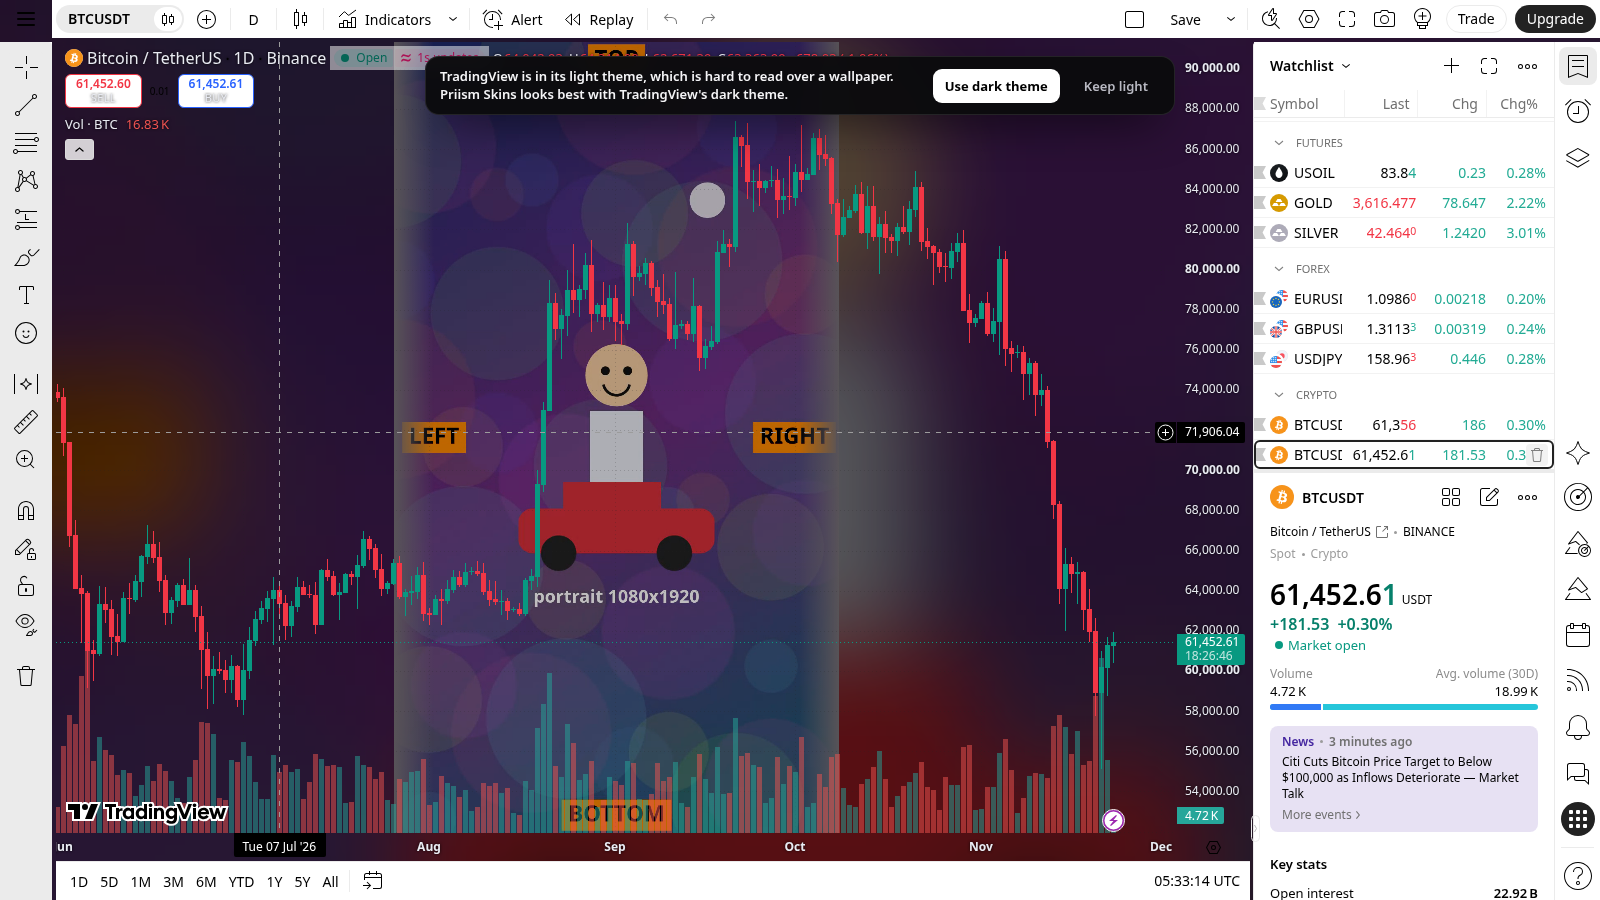 BTCUSDT
D
Indicators
Alert
Replay
Save
Trade
Upgrade
Bitcoin / TetherUS · 1D · Binance
Open
TOP
61,452.60
SELL
0.01
61,452.61
BUY
Vol · BTC 16.83 K
TradingView is in its light theme, which is hard to read over a wallpaper.
Priism Skins looks best with TradingView's dark theme.
Use dark theme
Keep light
LEFT
RIGHT
portrait 1080x1920
BOTTOM
TradingView
90,000.00
88,000.00
86,000.00
84,000.00
82,000.00
80,000.00
78,000.00
76,000.00
74,000.00
71,906.04
70,000.00
68,000.00
66,000.00
64,000.00
62,000.00
61,452.61
18:26:46
60,000.00
58,000.00
56,000.00
54,000.00
4.72 K
un
Tue 07 Jul '26
Aug
Sep
Oct
Nov
Dec
1D 5D 1M 3M 6M YTD 1Y 5Y All
05:33:14 UTC
Watchlist
Symbol Last Chg Chg%
FUTURES
USOIL 83.84 0.23 0.28%
GOLD 3,616.477 78.647 2.22%
SILVER 42.4640 1.2420 3.01%
FOREX
EURUSI 1.09860 0.00218 0.20%
GBPUSI 1.31133 0.00319 0.24%
USDJPY 158.963 0.446 0.28%
CRYPTO
BTCUSI 61,356 186 0.30%
BTCUSI 61,452.61 181.53 0.3
BTCUSDT
Bitcoin / TetherUS • BINANCE
Spot • Crypto
61,452.61 USDT
+181.53 +0.30%
Market open
Volume Avg. volume (30D)
4.72 K 18.99 K
News • 3 minutes ago
Citi Cuts Bitcoin Price Target to Below
$100,000 as Inflows Deteriorate — Market
Talk
More events
Key stats
Open interest 22.92 B